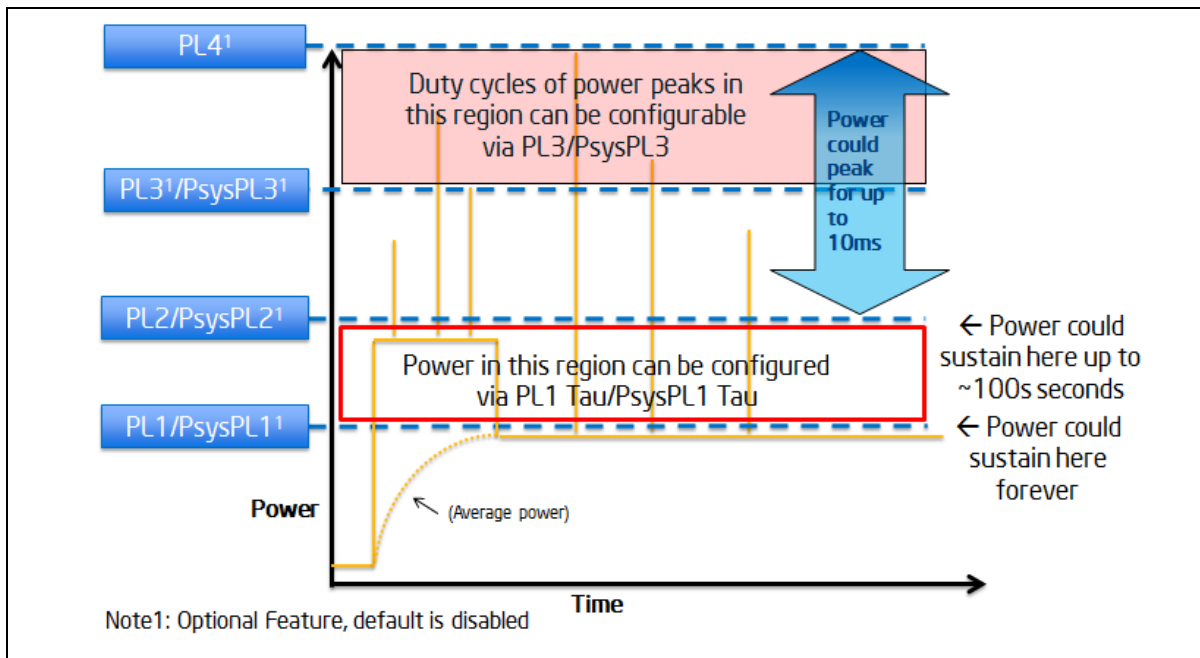 PL4¹
Duty cycles of power peaks in
this region can be configurable
via PL3/PsysPL3
Power
could
peak
for up
to
10ms
PL3¹/PsysPL3¹
PL2/PsysPL2¹
Power in this region can be configured
via PL1 Tau/PsysPL1 Tau
← Power could
sustain here up to
~100s seconds
PL1/PsysPL1¹
← Power could
sustain here
forever
Power
(Average power)
Time
Note1: Optional Feature, default is disabled